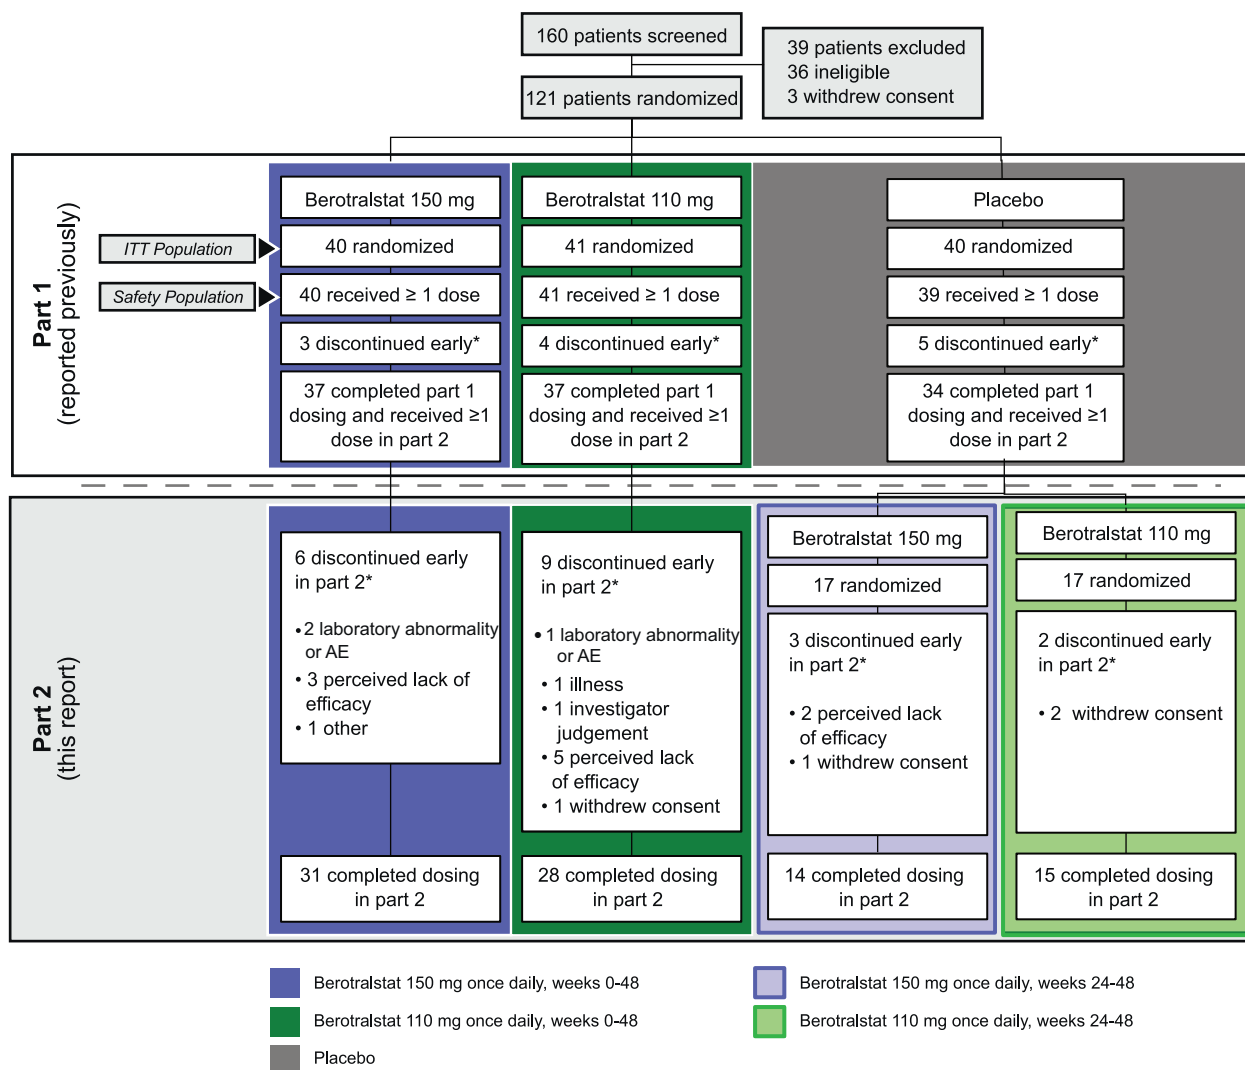 160 patients screened
39 patients excluded
36 ineligible
3 withdrew consent
121 patients randomized
Part 1
(reported previously)
ITT Population
Safety Population
Berotralstat 150 mg
40 randomized
40 received ≥ 1 dose
3 discontinued early*
37 completed part 1
dosing and received ≥1
dose in part 2
Berotralstat 110 mg
41 randomized
41 received ≥ 1 dose
4 discontinued early*
37 completed part 1
dosing and received ≥1
dose in part 2
Placebo
40 randomized
39 received ≥ 1 dose
5 discontinued early*
34 completed part 1
dosing and received ≥1
dose in part 2
Part 2
(this report)
6 discontinued early
in part 2*
• 2 laboratory abnormality
or AE
• 3 perceived lack of
efficacy
• 1 other
31 completed dosing
in part 2
9 discontinued early
in part 2*
• 1 laboratory abnormality
or AE
• 1 illness
• 1 investigator
judgement
• 5 perceived lack
of efficacy
• 1 withdrew consent
28 completed dosing
in part 2
Berotralstat 150 mg
17 randomized
3 discontinued early
in part 2*
• 2 perceived lack
of efficacy
• 1 withdrew consent
14 completed dosing
in part 2
Berotralstat 110 mg
17 randomized
2 discontinued early
in part 2*
• 2 withdrew consent
15 completed dosing
in part 2
Berotralstat 150 mg once daily, weeks 0-48
Berotralstat 110 mg once daily, weeks 0-48
Placebo
Berotralstat 150 mg once daily, weeks 24-48
Berotralstat 110 mg once daily, weeks 24-48